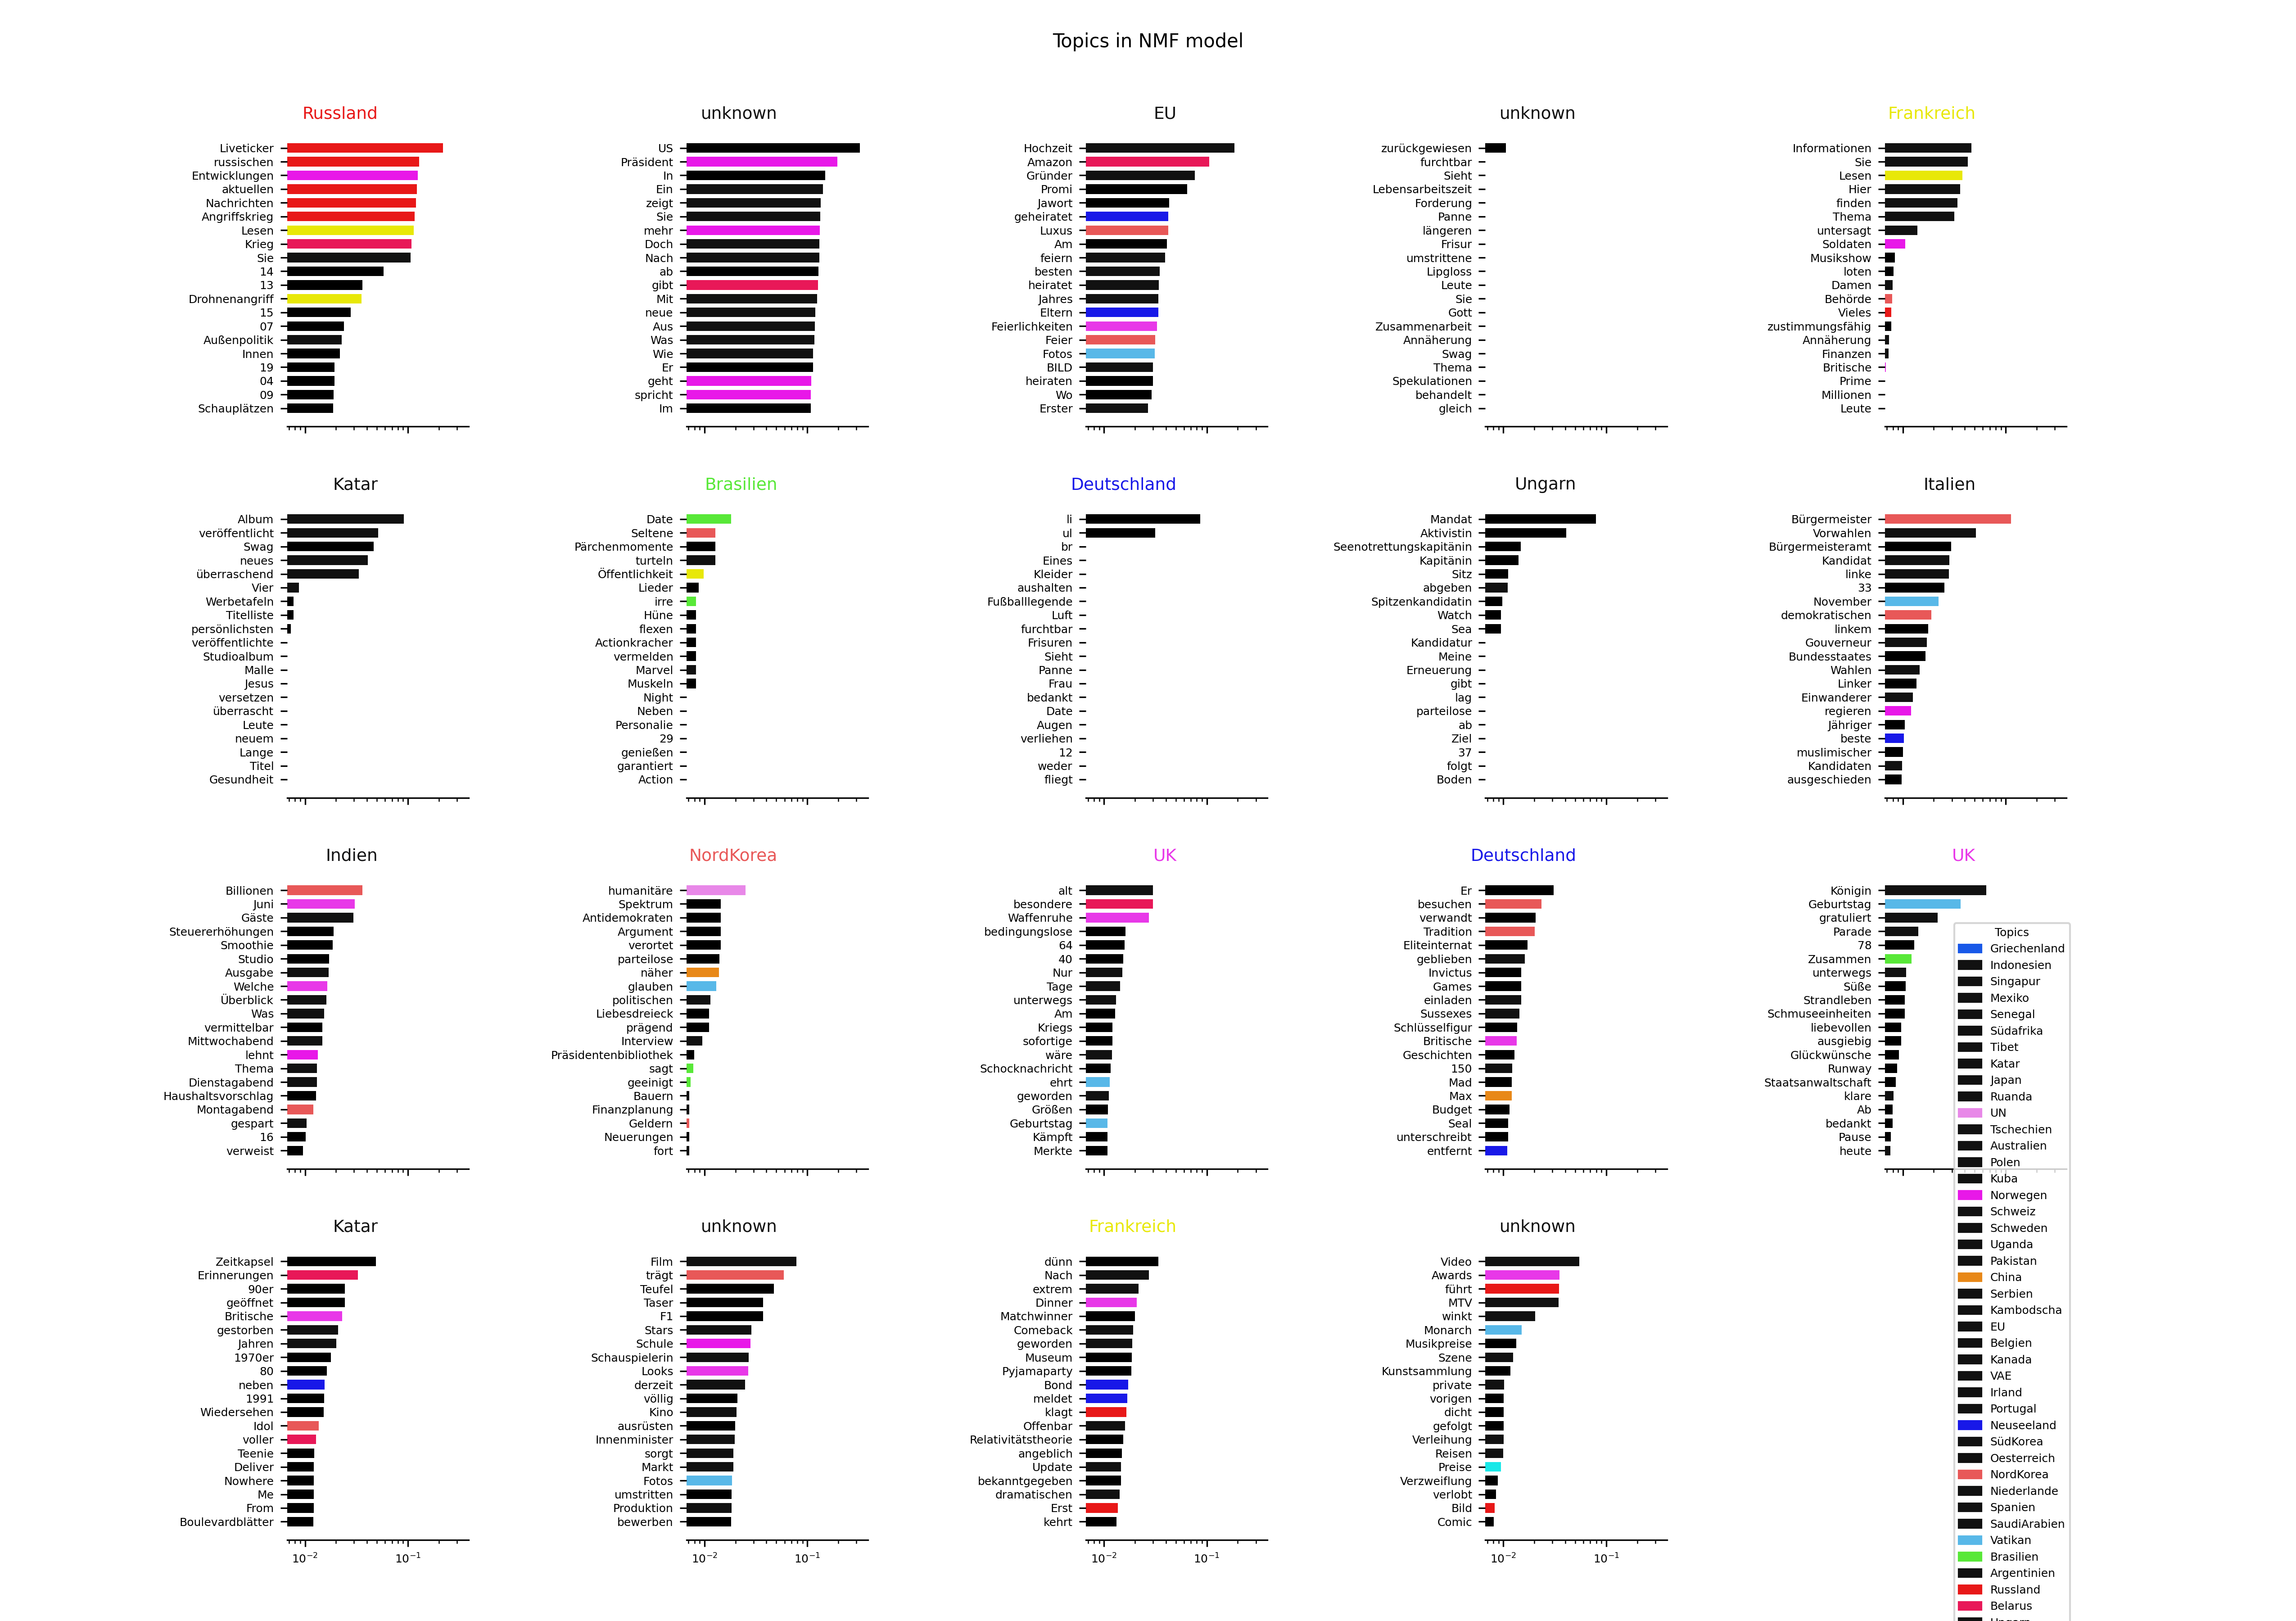 Topics in NMF model
Russland
Liveticker
russischen
Entwicklungen
aktuellen
Nachrichten
Angriffskrieg
Lesen
Krieg
Sie
14
13
Drohnenangriff
15
07
Außenpolitik
Innen
19
04
09
Schauplätzen
unknown
US
Präsident
In
Ein
zeigt
Sie
mehr
Doch
Nach
ab
gibt
Mit
neue
Aus
Was
Wie
Er
geht
spricht
Im
EU
Hochzeit
Amazon
Gründer
Promi
Jawort
geheiratet
Luxus
Am
feiern
besten
heiratet
Jahres
Eltern
Feierlichkeiten
Feier
Fotos
BILD
heiraten
Wo
Erster
unknown
zurückgewiesen
furchtbar
Sieht
Lebensarbeitszeit
Forderung
Panne
längeren
Frisur
umstrittene
Lipgloss
Leute
Sie
Gott
Zusammenarbeit
Annäherung
Swag
Thema
Spekulationen
behandelt
gleich
Frankreich
Informationen
Sie
Lesen
Hier
finden
Thema
untersagt
Soldaten
Musikshow
loten
Damen
Behörde
Vieles
zustimmungsfähig
Annäherung
Finanzen
Britische
Prime
Millionen
Leute
Katar
Album
veröffentlicht
Swag
neues
überraschend
Vier
Werbetafeln
Titelliste
persönlichsten
veröffentlichte
Studioalbum
Malle
Jesus
versetzen
überrascht
Leute
neuem
Lange
Titel
Gesundheit
Brasilien
Date
Seltene
Pärchenmomente
turteln
Öffentlichkeit
Lieder
irre
Hüne
flexen
Actionkracher
vermelden
Marvel
Muskeln
Night
Neben
Personalie
29
genießen
garantiert
Action
Deutschland
li
ul
br
Eines
Kleider
aushalten
Fußballlegende
Luft
furchtbar
Frisuren
Sieht
Panne
Frau
bedankt
Date
Augen
verliehen
12
weder
fliegt
Ungarn
Mandat
Aktivistin
Seenotrettungskapitänin
Kapitänin
Sitz
abgeben
Spitzenkandidatin
Watch
Sea
Kandidatur
Meine
Erneuerung
gibt
lag
parteilose
ab
Ziel
37
folgt
Boden
Italien
Bürgermeister
Vorwahlen
Bürgermeisteramt
Kandidat
linke
33
November
demokratischen
linkem
Gouverneur
Bundesstaates
Wahlen
Linker
Einwanderer
regieren
Jähriger
beste
muslimischer
Kandidaten
ausgeschieden
Indien
Billionen
Juni
Gäste
Steuererhöhungen
Smoothie
Studio
Ausgabe
Welche
Überblick
Was
vermittelbar
Mittwochabend
lehnt
Thema
Dienstagabend
Haushaltsvorschlag
Montagabend
gespart
16
verweist
NordKorea
humanitäre
Spektrum
Antidemokraten
Argument
verortet
parteilose
näher
glauben
politischen
Liebesdreieck
prägend
Interview
Präsidentenbibliothek
sagt
geeinigt
Bauern
Finanzplanung
Geldern
Neuerungen
fort
UK
alt
besondere
Waffenruhe
bedingungslose
64
40
Nur
Tage
unterwegs
Am
Kriegs
sofortige
wäre
Schocknachricht
ehrt
geworden
Größen
Geburtstag
Kämpft
Merkte
Deutschland
Er
besuchen
verwandt
Tradition
Eliteinternat
geblieben
Invictus
Games
einladen
Sussexes
Schlüsselfigur
Britische
Geschichten
150
Mad
Max
Budget
Seal
unterschreibt
entfernt
UK
Königin
Geburtstag
gratuliert
Parade
78
Zusammen
unterwegs
Süße
Strandleben
Schmuseeinheiten
liebevollen
ausgiebig
Glückwünsche
Runway
Staatsanwaltschaft
klare
Ab
bedankt
Pause
heute
Katar
Zeitkapsel
Erinnerungen
90er
geöffnet
Britische
gestorben
Jahren
1970er
80
neben
1991
Wiedersehen
Idol
voller
Teenie
Deliver
Nowhere
Me
From
Boulevardblätter
10⁻² 10⁻¹
unknown
Film
trägt
Teufel
Taser
F1
Stars
Schule
Schauspielerin
Looks
derzeit
völlig
Kino
ausrüsten
Innenminister
sorgt
Markt
Fotos
umstritten
Produktion
bewerben
10⁻² 10⁻¹
Frankreich
dünn
Nach
extrem
Dinner
Matchwinner
Comeback
geworden
Museum
Pyjamaparty
Bond
meldet
klagt
Offenbar
Relativitätstheorie
angeblich
Update
bekanntgegeben
dramatischen
Erst
kehrt
10⁻² 10⁻¹
unknown
Video
Awards
führt
MTV
winkt
Monarch
Musikpreise
Szene
Kunstsammlung
private
vorigen
dicht
gefolgt
Verleihung
Reisen
Preise
Verzweiflung
verlobt
Bild
Comic
10⁻² 10⁻¹
Topics
Griechenland
Indonesien
Singapur
Mexiko
Senegal
Südafrika
Tibet
Katar
Japan
Ruanda
UN
Tschechien
Australien
Polen
Kuba
Norwegen
Schweiz
Schweden
Uganda
Pakistan
China
Serbien
Kambodscha
EU
Belgien
Kanada
VAE
Irland
Portugal
Neuseeland
SüdKorea
Oesterreich
NordKorea
Niederlande
Spanien
SaudiArabien
Vatikan
Brasilien
Argentinien
Russland
Belarus